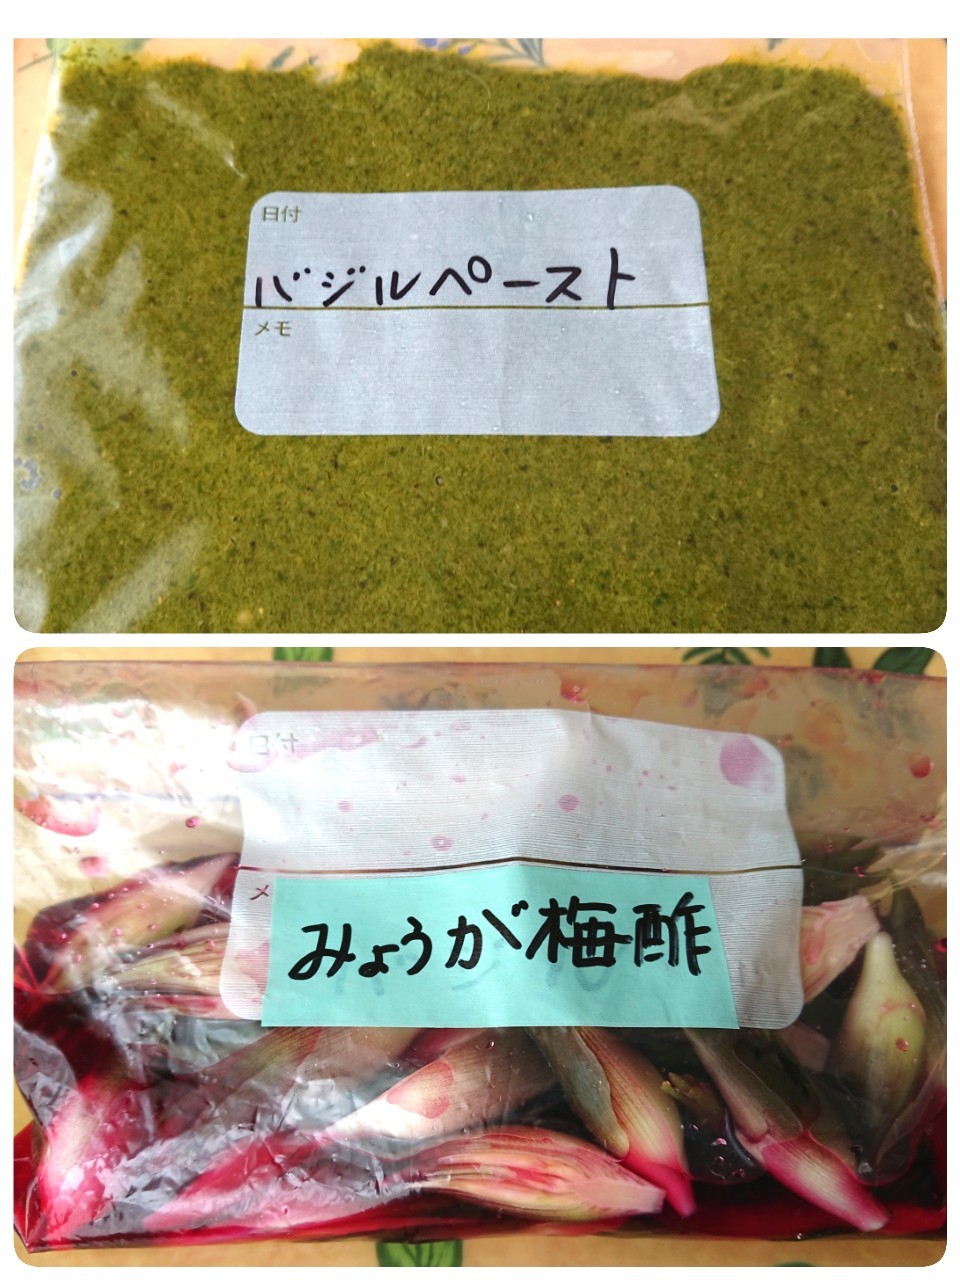 日付
バジルペースト
メモ
日付
メ
みょうが梅酢